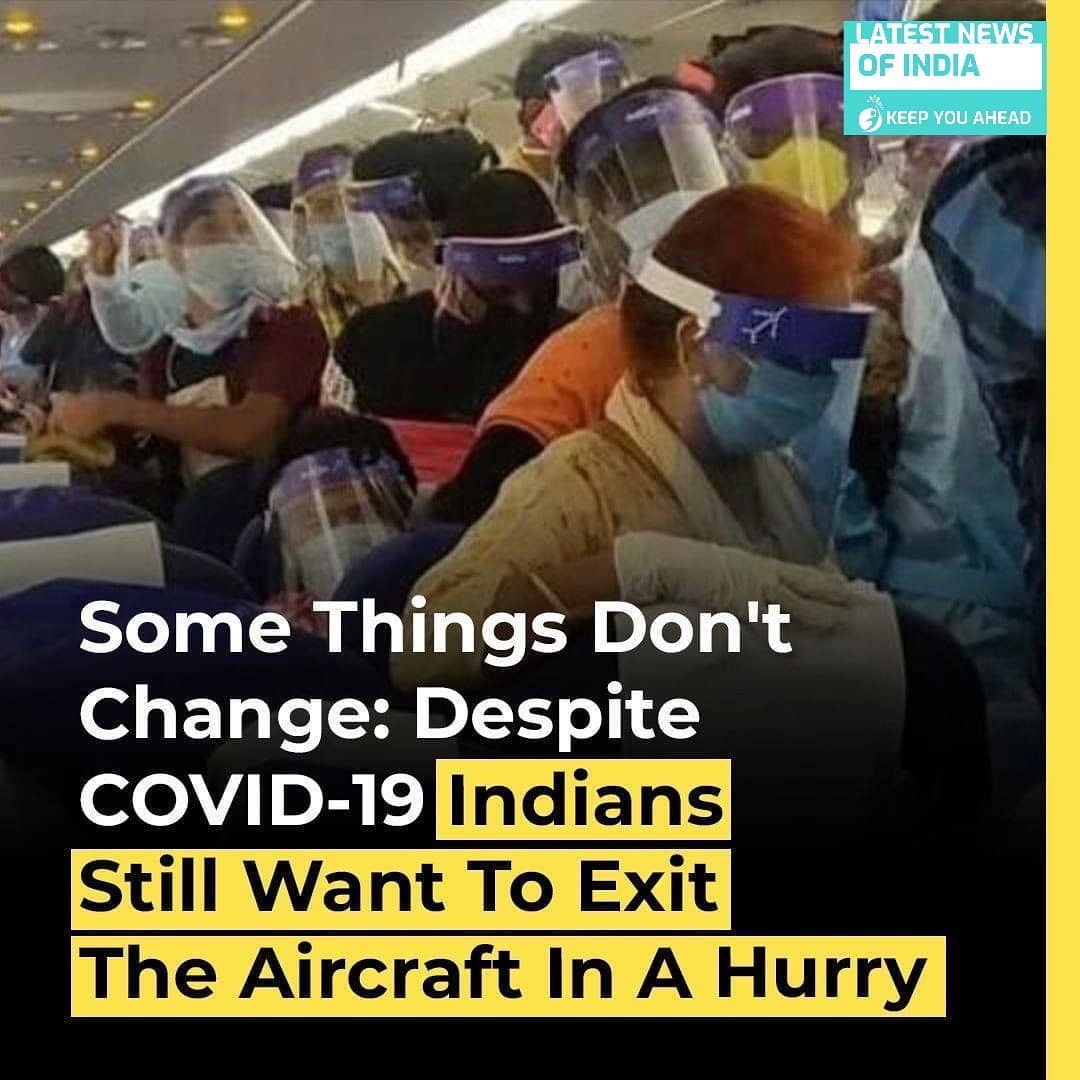 LATEST NEWS
OF INDIA
KEEP YOU AHEAD
Some Things Don't
Change: Despite
COVID-19 Indians
Still Want To Exit
The Aircraft In A Hurry